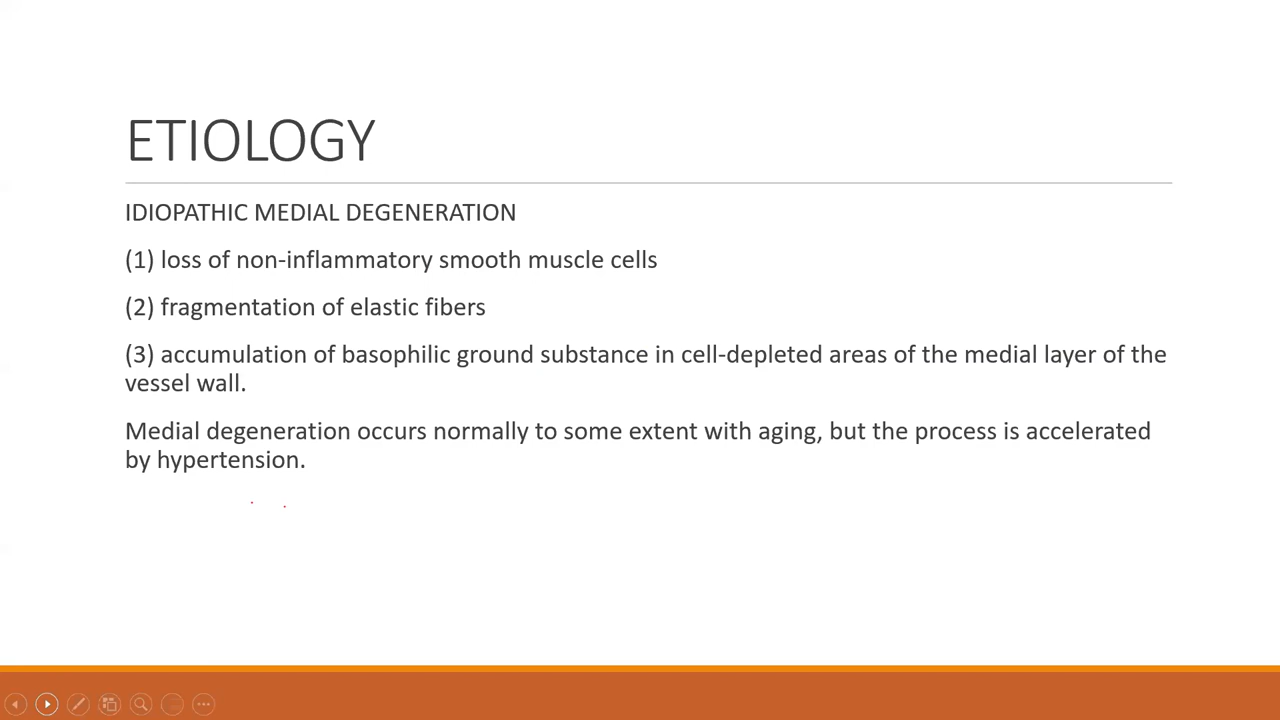 ETIOLOGY
IDIOPATHIC MEDIAL DEGENERATION
(1) loss of non-inflammatory smooth muscle cells
(2) fragmentation of elastic fibers
(3) accumulation of basophilic ground substance in cell-depleted areas of the medial layer of the
vessel wall.
Medial degeneration occurs normally to some extent with aging, but the process is accelerated
by hypertension.